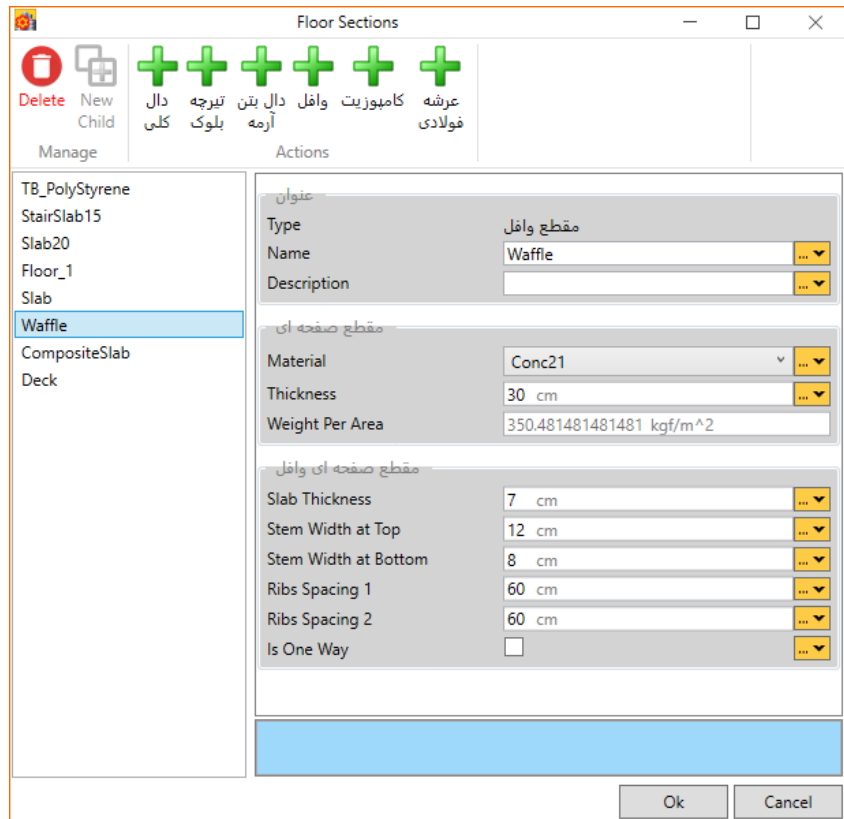 Floor Sections
Delete
New Child
دال کلی
تیرچه بلوک
دال بتن آرمه
وافل
کامپوزیت
عرشه فولادی
Manage
Actions
TB_PolyStyrene
StairSlab15
Slab20
Floor_1
Slab
Waffle
CompositeSlab
Deck
عنوان
Type مقطع وافل
Name Waffle ...
Description ...
مقطع صفحه ای
Material Conc21 ...
Thickness 30 cm ...
Weight Per Area 350.481481481481 kgf/m^2
مقطع صفحه ای وافل
Slab Thickness 7 cm ...
Stem Width at Top 12 cm ...
Stem Width at Bottom 8 cm ...
Ribs Spacing 1 60 cm ...
Ribs Spacing 2 60 cm ...
Is One Way ...
Ok Cancel